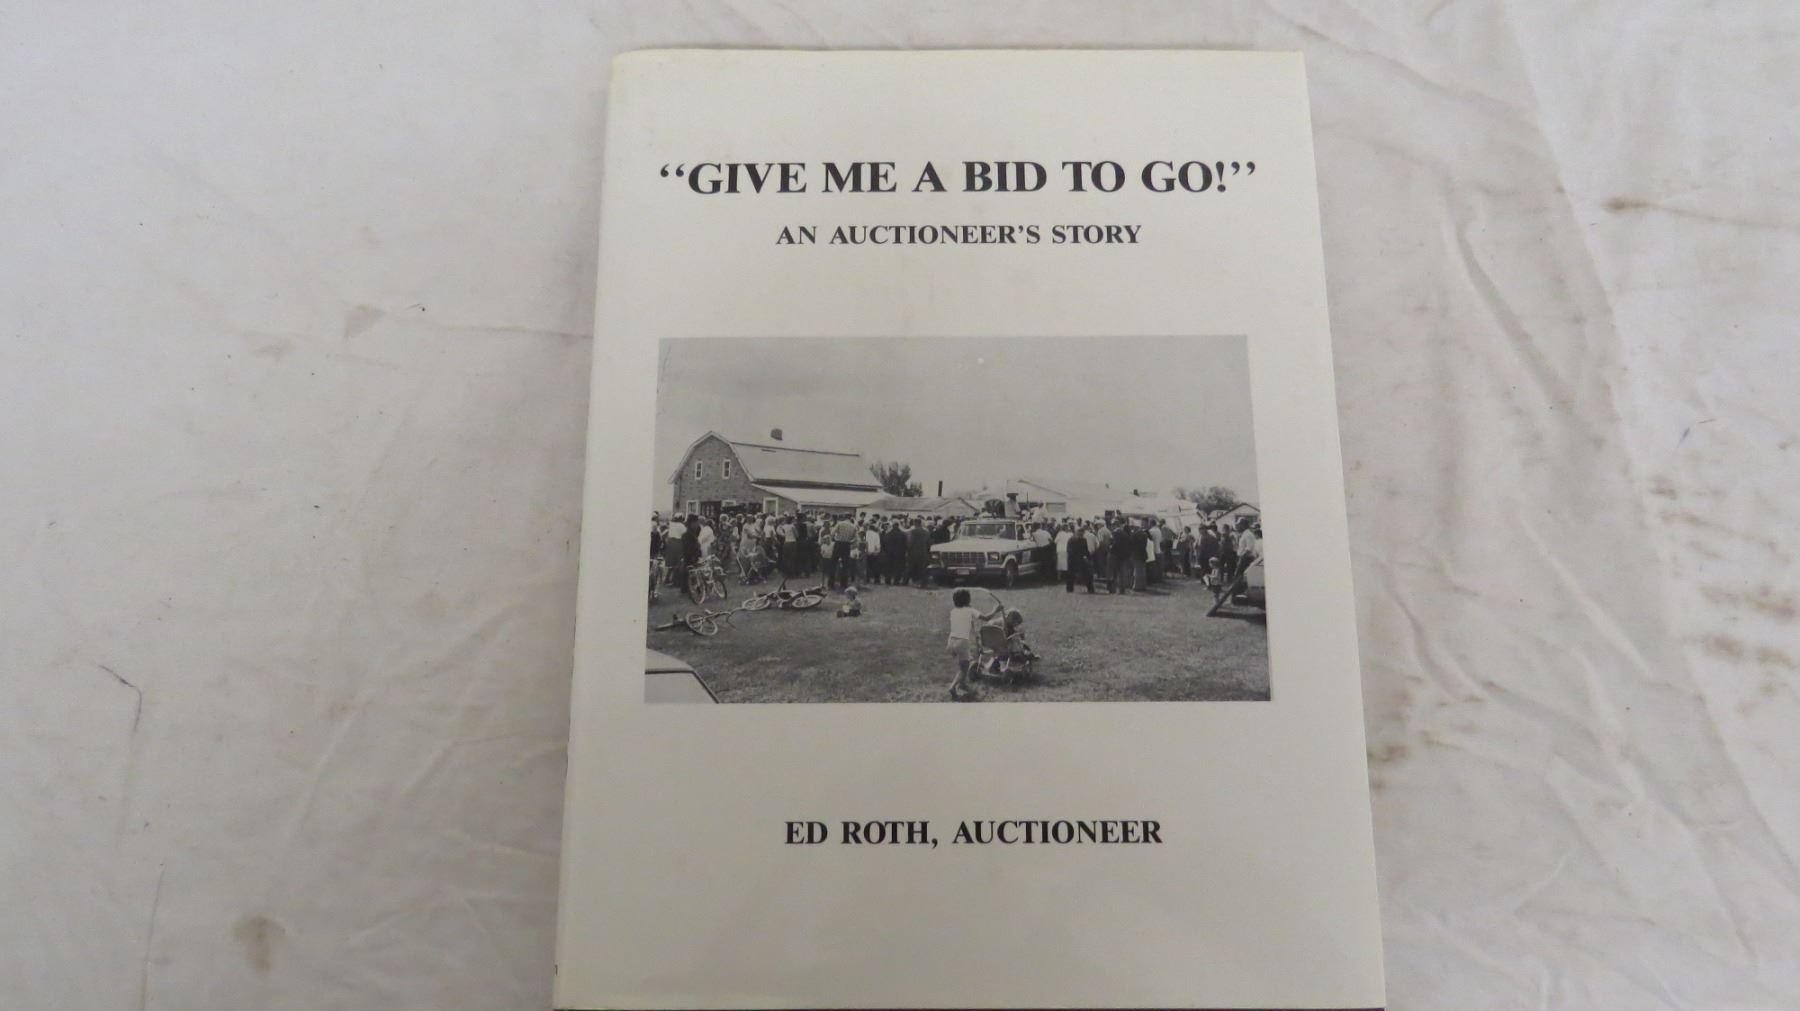 “GIVE ME A BID TO GO!”
AN AUCTIONEER’S STORY
ED ROTH, AUCTIONEER